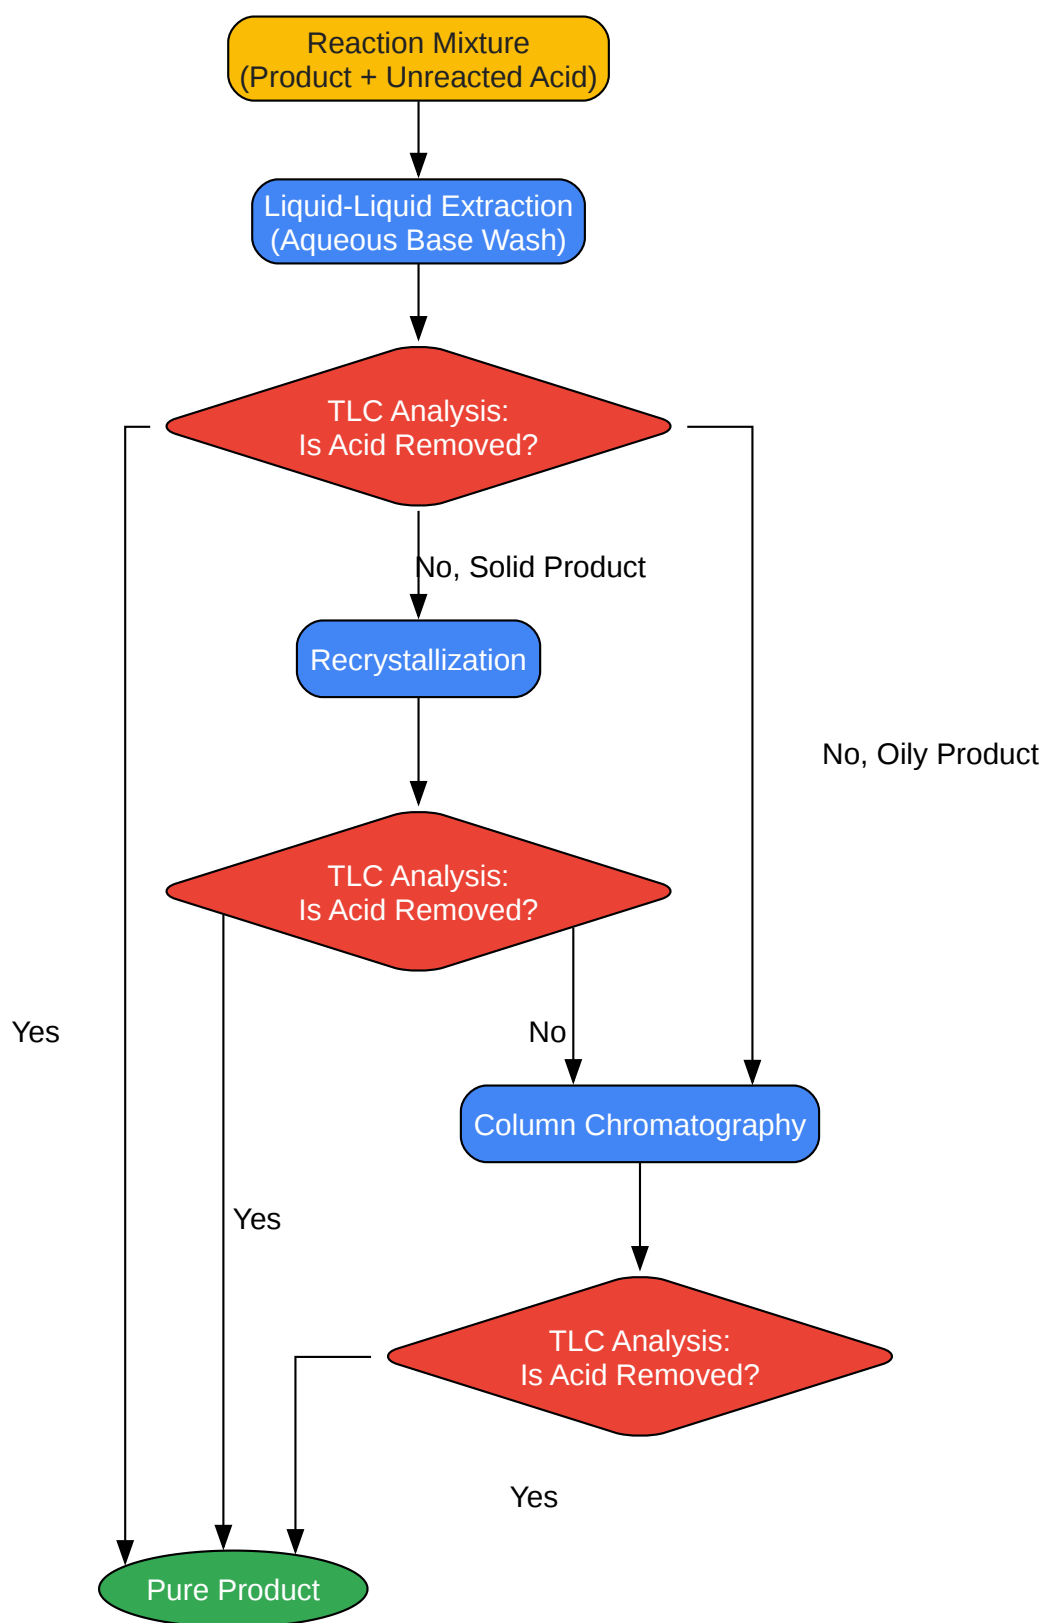 Reaction Mixture
(Product + Unreacted Acid)
Liquid-Liquid Extraction
(Aqueous Base Wash)
TLC Analysis:
Is Acid Removed?
No, Solid Product
Recrystallization
No, Oily Product
TLC Analysis:
Is Acid Removed?
Yes
No
Column Chromatography
Yes
TLC Analysis:
Is Acid Removed?
Yes
Pure Product